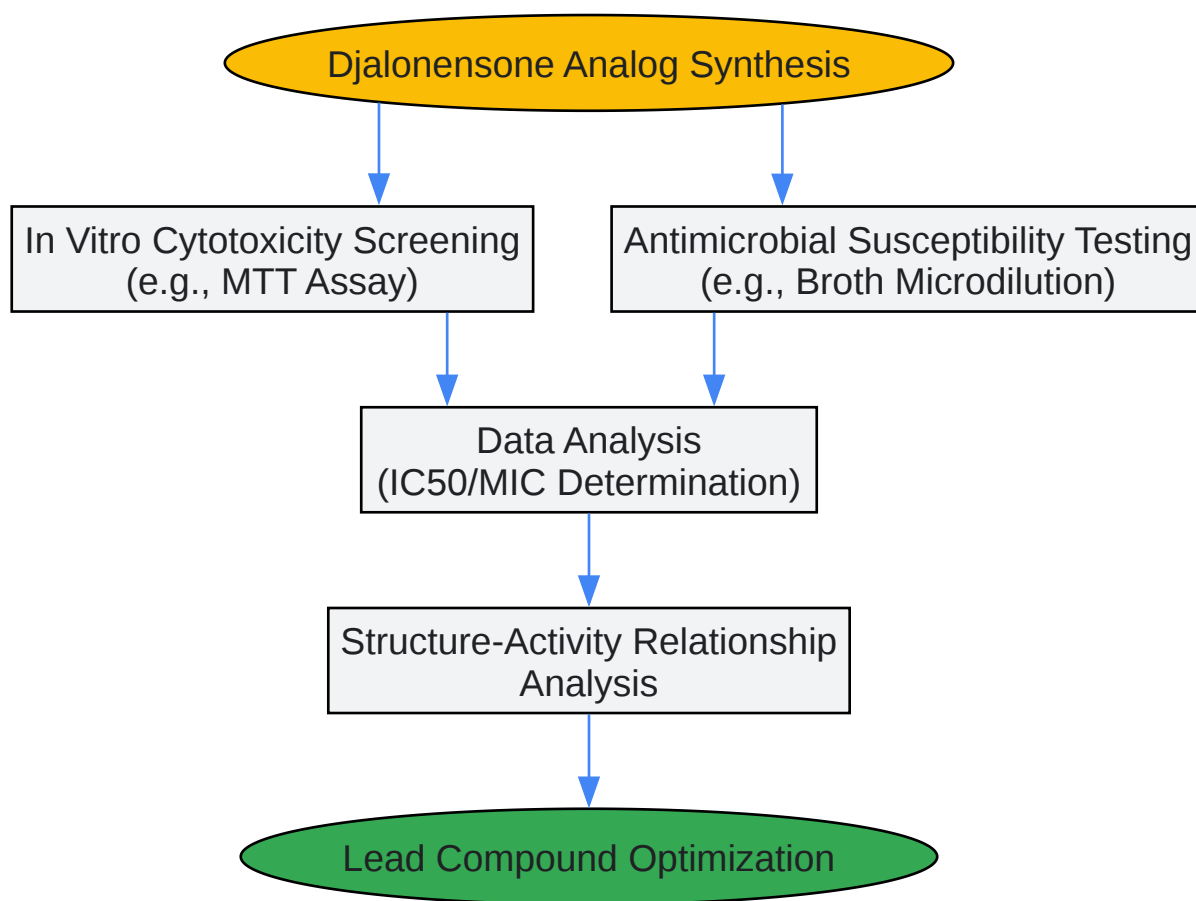 Djalonensone Analog Synthesis
In Vitro Cytotoxicity Screening
(e.g., MTT Assay)
Antimicrobial Susceptibility Testing
(e.g., Broth Microdilution)
Data Analysis
(IC50/MIC Determination)
Structure-Activity Relationship
Analysis
Lead Compound Optimization